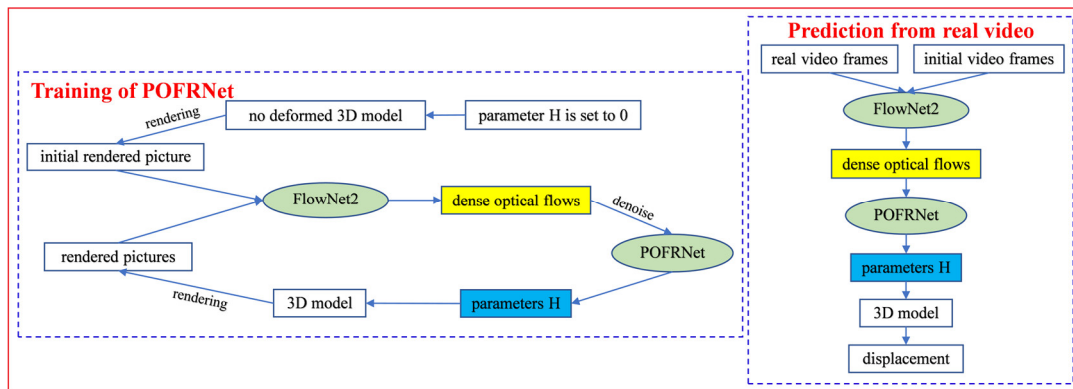 Training of POFRNet
rendering
no deformed 3D model
parameter H is set to 0
initial rendered picture
FlowNet2
dense optical flows
denoise
POFRNet
rendered pictures
rendering
3D model
parameters H
Prediction from real video
real video frames
initial video frames
FlowNet2
dense optical flows
POFRNet
parameters H
3D model
displacement